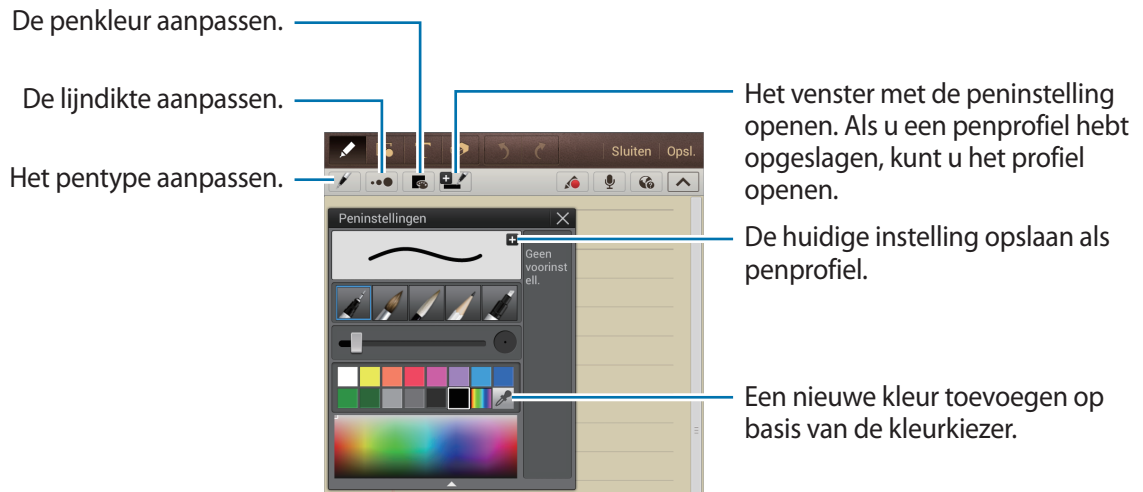 De penkleur aanpassen.
De lijndikte aanpassen.
Het pentype aanpassen.
Het venster met de peninstelling
openen. Als u een penprofiel hebt
opgeslagen, kunt u het profiel
openen.
De huidige instelling opslaan als
penprofiel.
Een nieuwe kleur toevoegen op
basis van de kleurkiezer.
Sluiten Opsl.
Peninstellingen
Geen
voorinst
ell.